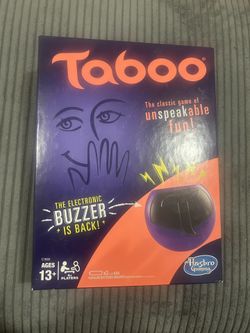 Taboo
The classic game of
unspeakable
fun!
THE ELECTRONIC
BUZZER
IS BACK!
AGES
13+
4+
PLAYERS
Hasbro
Gaming